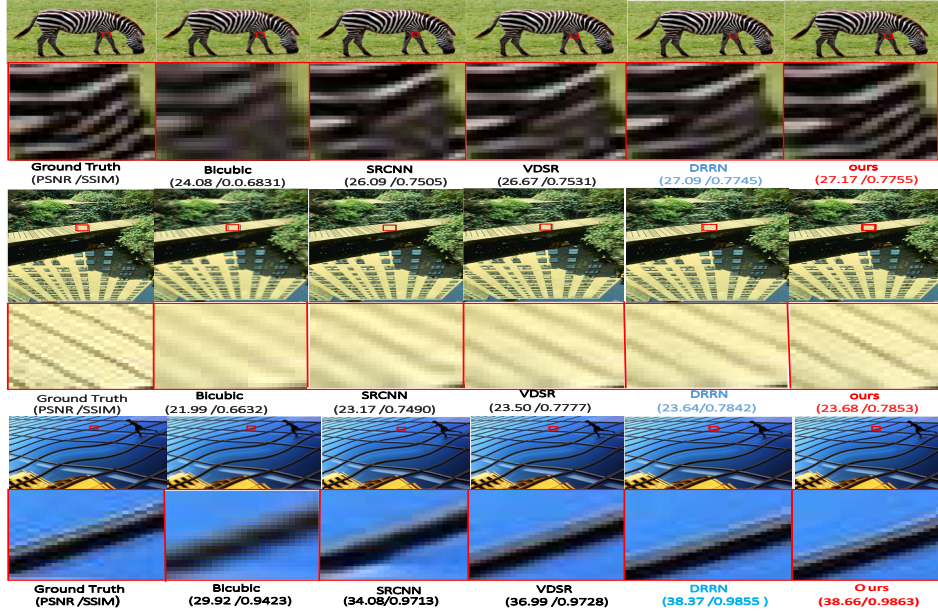 Ground Truth Bicubic SRCNN VDSR DRRN ours
(PSNR /SSIM) (24.08 /0.0.6831) (26.09 /0.7505) (26.67 /0.7531) (27.09 /0.7745) (27.17 /0.7755)
Ground Truth Bicubic SRCNN VDSR DRRN ours
(PSNR /SSIM) (21.99 /0.6632) (23.17 /0.7490) (23.50 /0.7777) (23.64/0.7842) (23.68 /0.7853)
Ground Truth Bicubic SRCNN VDSR DRRN Ours
(PSNR /SSIM) (29.92 /0.9423) (34.08/0.9713) (36.99 /0.9728) (38.37 /0.9855 ) (38.66/0.9863)